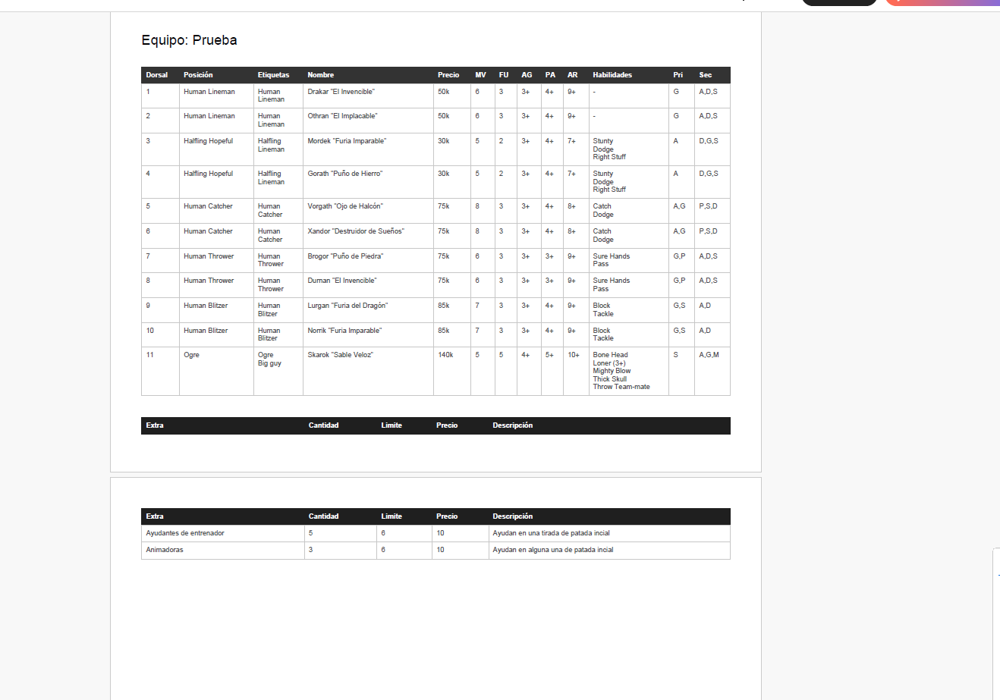 Equipo: Prueba
Dorsal Posición Etiquetas Nombre Precio MV FU AG PA AR Habilidades Pri Sec
1 Human Lineman Human Drakar "El Invencible" 50k 6 3 3+ 4+ 9+ - G A,D,S
Lineman
2 Human Lineman Human Othran "El Implacable" 50k 6 3 3+ 4+ 9+ - G A,D,S
Lineman
3 Halfling Hopeful Halfling Mordek "Furia Imparable" 30k 5 2 3+ 4+ 7+ Stunty A D,G,S
Lineman Dodge
Right Stuff
4 Halfling Hopeful Halfling Gorath "Puño de Hierro" 30k 5 2 3+ 4+ 7+ Stunty A D,G,S
Lineman Dodge
Right Stuff
5 Human Catcher Human Vorgath "Ojo de Halcón" 75k 8 3 3+ 4+ 8+ Catch A,G P,S,D
Catcher Dodge
6 Human Catcher Human Xandor "Destruidor de Sueños" 75k 8 3 3+ 4+ 8+ Catch A,G P,S,D
Catcher Dodge
7 Human Thrower Human Brogor "Puño de Piedra" 75k 6 3 3+ 3+ 9+ Sure Hands G,P A,D,S
Thrower Pass
8 Human Thrower Human Duman "El Invencible" 75k 6 3 3+ 3+ 9+ Sure Hands G,P A,D,S
Thrower Pass
9 Human Blitzer Human Lurgan "Furia del Dragón" 85k 7 3 3+ 4+ 9+ Block G,S A,D
Blitzer Tackle
10 Human Blitzer Human Norrik "Furia Imparable" 85k 7 3 3+ 4+ 9+ Block G,S A,D
Blitzer Tackle
11 Ogre Ogre Skarok "Sable Veloz" 140k 5 5 4+ 5+ 10+ Bone Head S A,G,M
Big guy Loner (3+)
Mighty Blow
Thick Skull
Throw Team-mate
Extra Cantidad Limite Precio Descripción
Extra Cantidad Limite Precio Descripción
Ayudantes de entrenador 5 6 10 Ayudan en una tirada de patada incial
Animadoras 3 6 10 Ayudan en alguna una de patada incial